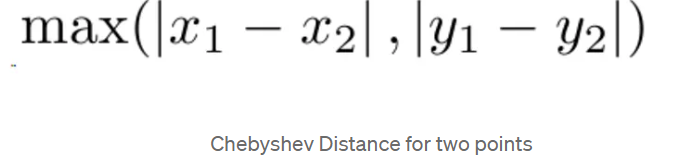 max(|x₁ − x₂| , |y₁ − y₂|)
Chebyshev Distance for two points